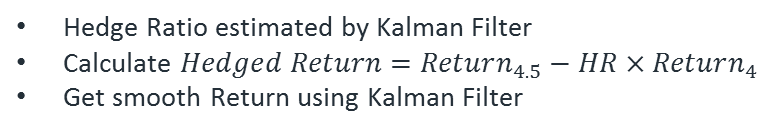 • Hedge Ratio estimated by Kalman Filter
• Calculate Hedged Return = Return₄.₅ − HR × Return₄
• Get smooth Return using Kalman Filter